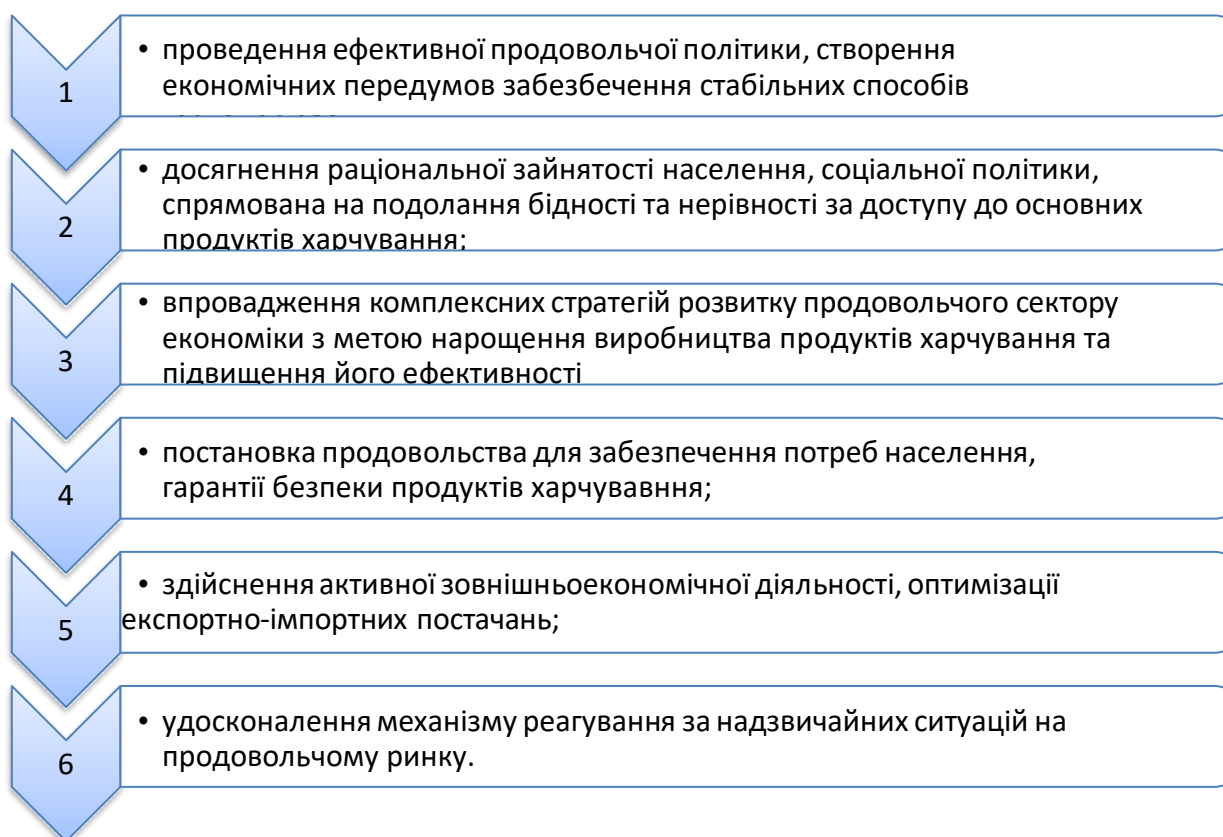 1
• проведення ефективної продовольчої політики, створення
економічних передумов забезбечення стабільних способів
2
• досягнення раціональної зайнятості населення, соціальної політики,
спрямована на подолання бідності та нерівності за доступу до основних
продуктів харчування;
3
• впровадження комплексних стратегій розвитку продовольчого сектору
економіки з метою нарощення виробництва продуктів харчування та
підвищення його ефективності
4
• постановка продовольства для забезпечення потреб населення,
гарантії безпеки продуктів харчувавння;
5
• здійснення активної зовнішньоекономічної діяльності, оптимізації
експортно-імпортних постачань;
6
• удосконалення механізму реагування за надзвичайних ситуацій на
продовольчому ринку.